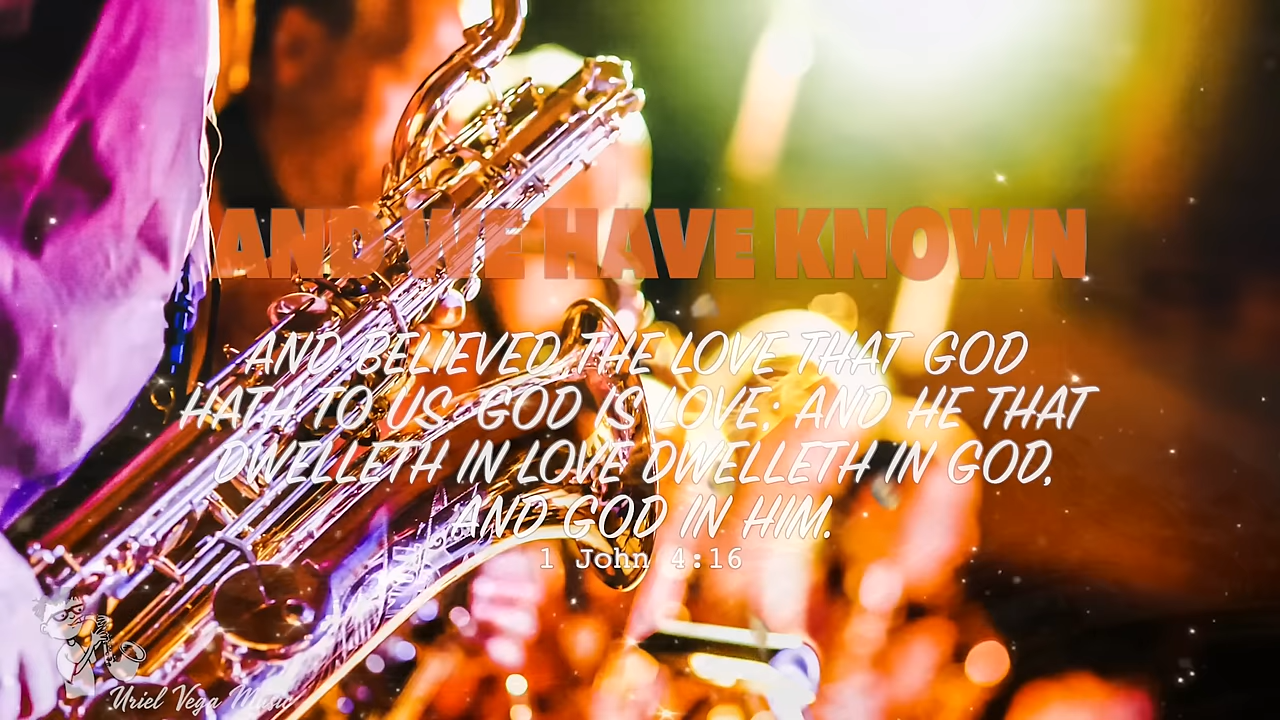 AND WE HAVE KNOWN
AND BELIEVED THE LOVE THAT GOD
HATH TO US. GOD IS LOVE; AND HE THAT
DWELLETH IN LOVE DWELLETH IN GOD,
AND GOD IN HIM.
1 John 4:16
Uriel Vega Music